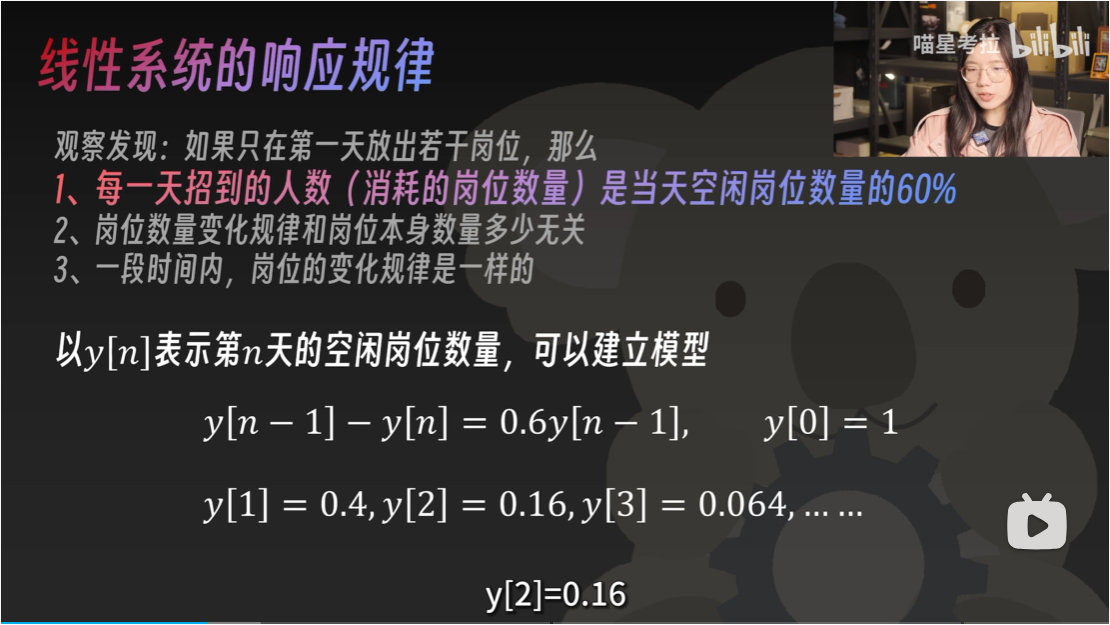 喵星考拉 bilibili
线性系统的响应规律
观察发现：如果只在第一天放出若干岗位，那么
1、每一天招到的人数（消耗的岗位数量）是当天空闲岗位数量的60%
2、岗位数量变化规律和岗位本身数量多少无关
3、一段时间内，岗位的变化规律是一样的
以y[n]表示第n天的空闲岗位数量，可以建立模型
y[n − 1] − y[n] = 0.6y[n − 1], y[0] = 1
y[1] = 0.4, y[2] = 0.16, y[3] = 0.064, … …
y[2]=0.16